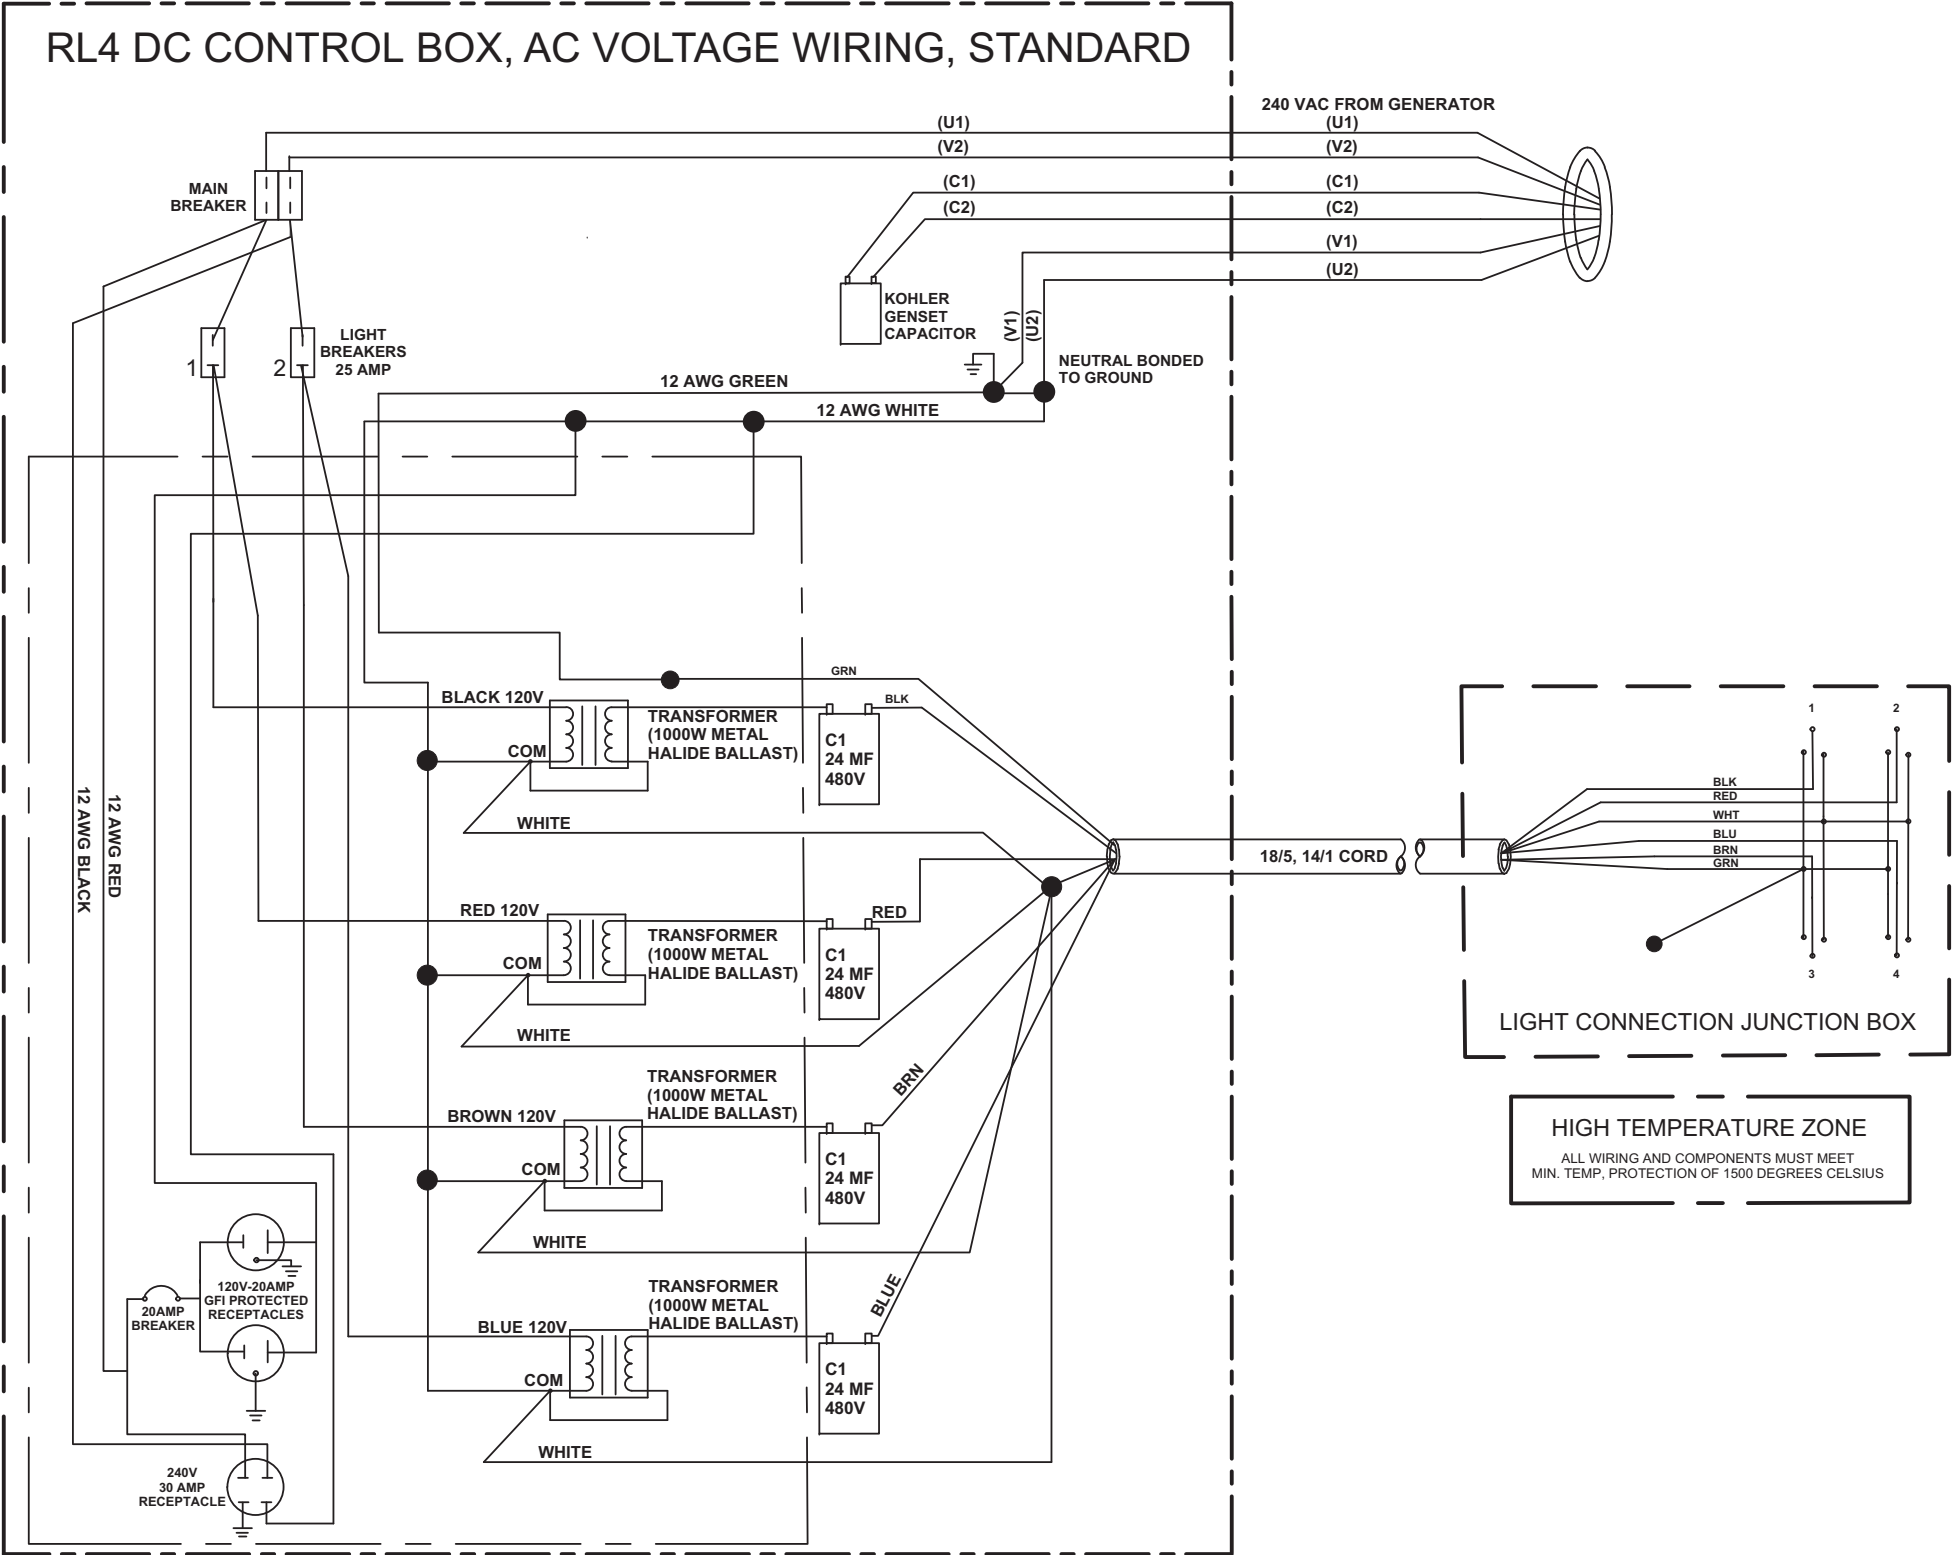 RL4 DC CONTROL BOX, AC VOLTAGE WIRING, STANDARD
240 VAC FROM GENERATOR
(U1)
(U1)
(V2)
(V2)
(C1)
(C1)
(C2)
(C2)
(V1)
(U2)
MAIN
BREAKER
KOHLER
GENSET
CAPACITOR
(V1)
(U2)
NEUTRAL BONDED
TO GROUND
1
2
LIGHT
BREAKERS
25 AMP
12 AWG GREEN
12 AWG WHITE
GRN
BLK
BLACK 120V
COM
TRANSFORMER
(1000W METAL
HALIDE BALLAST)
C1
24 MF
480V
WHITE
12 AWG BLACK
12 AWG RED
RED 120V
COM
TRANSFORMER
(1000W METAL
HALIDE BALLAST)
C1
24 MF
480V
RED
WHITE
BROWN 120V
COM
TRANSFORMER
(1000W METAL
HALIDE BALLAST)
C1
24 MF
480V
BRN
WHITE
BLUE 120V
COM
TRANSFORMER
(1000W METAL
HALIDE BALLAST)
C1
24 MF
480V
BLUE
WHITE
120V-20AMP
GFI PROTECTED
RECEPTACLES
20AMP
BREAKER
240V
30 AMP
RECEPTACLE
18/5, 14/1 CORD
1
2
BLK
RED
WHT
BLU
BRN
GRN
3
4
LIGHT CONNECTION JUNCTION BOX
HIGH TEMPERATURE ZONE
ALL WIRING AND COMPONENTS MUST MEET
MIN. TEMP, PROTECTION OF 1500 DEGREES CELSIUS